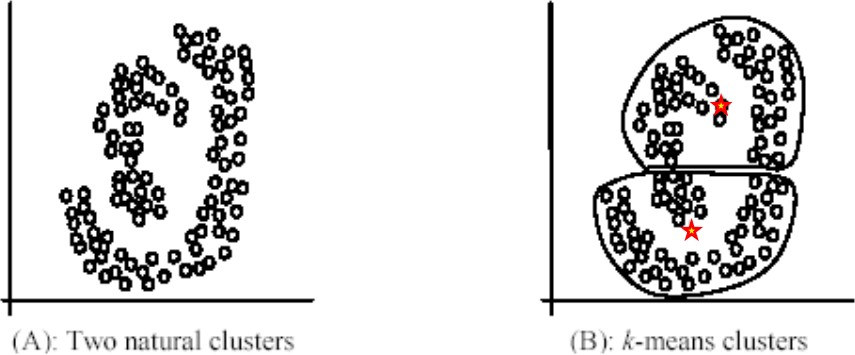 (A): Two natural clusters
(B): k-means clusters